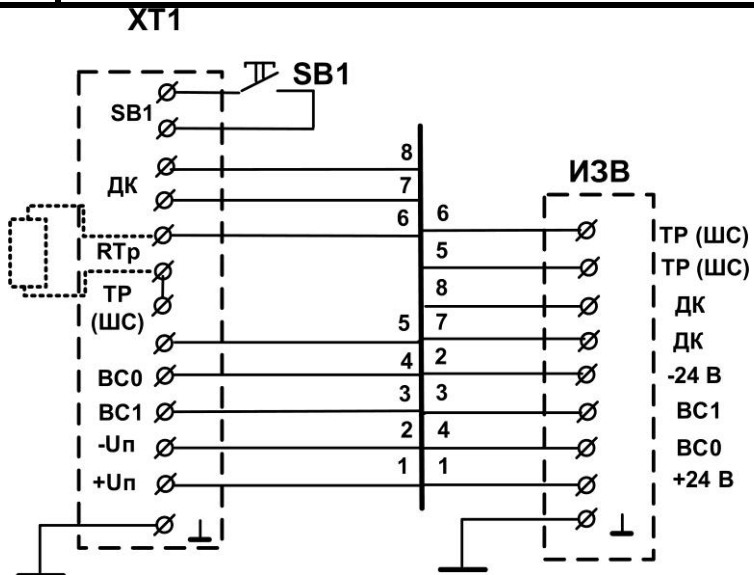 XT1
SB1
SB1
ДК
RТр
ТР
(ШС)
ВС0
ВС1
-Uп
+Uп
8
7
6
5
4
3
2
1
6
5
8
7
2
3
4
1
ИЗВ
ТР (ШС)
ТР (ШС)
ДК
ДК
-24 В
ВС1
ВС0
+24 В